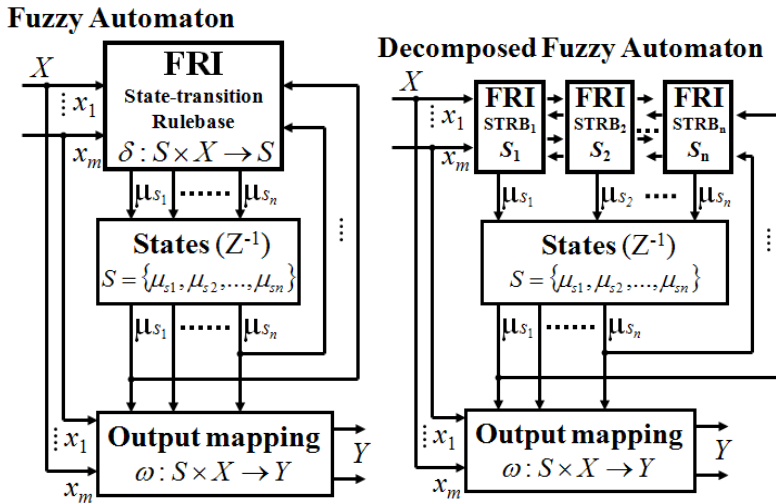 Fuzzy Automaton
X
x1
xm
FRI
State-transition
Rulebase
δ : S × X → S
μs1 ....... μsn
States (Z-1)
S = {μs1, μs2, ..., μsn}
μs1 ....... μsn
x1
xm
Output mapping
ω : S × X → Y
Y
Decomposed Fuzzy Automaton
X
x1
xm
FRI
STRB1
S1
FRI
STRB2
S2
FRI
STRBn
Sn
μs1 μs2 ..... μsn
States (Z-1)
S = {μs1, μs2, ..., μsn}
μs1 ....... μsn
x1
xm
Output mapping
ω : S × X → Y
Y